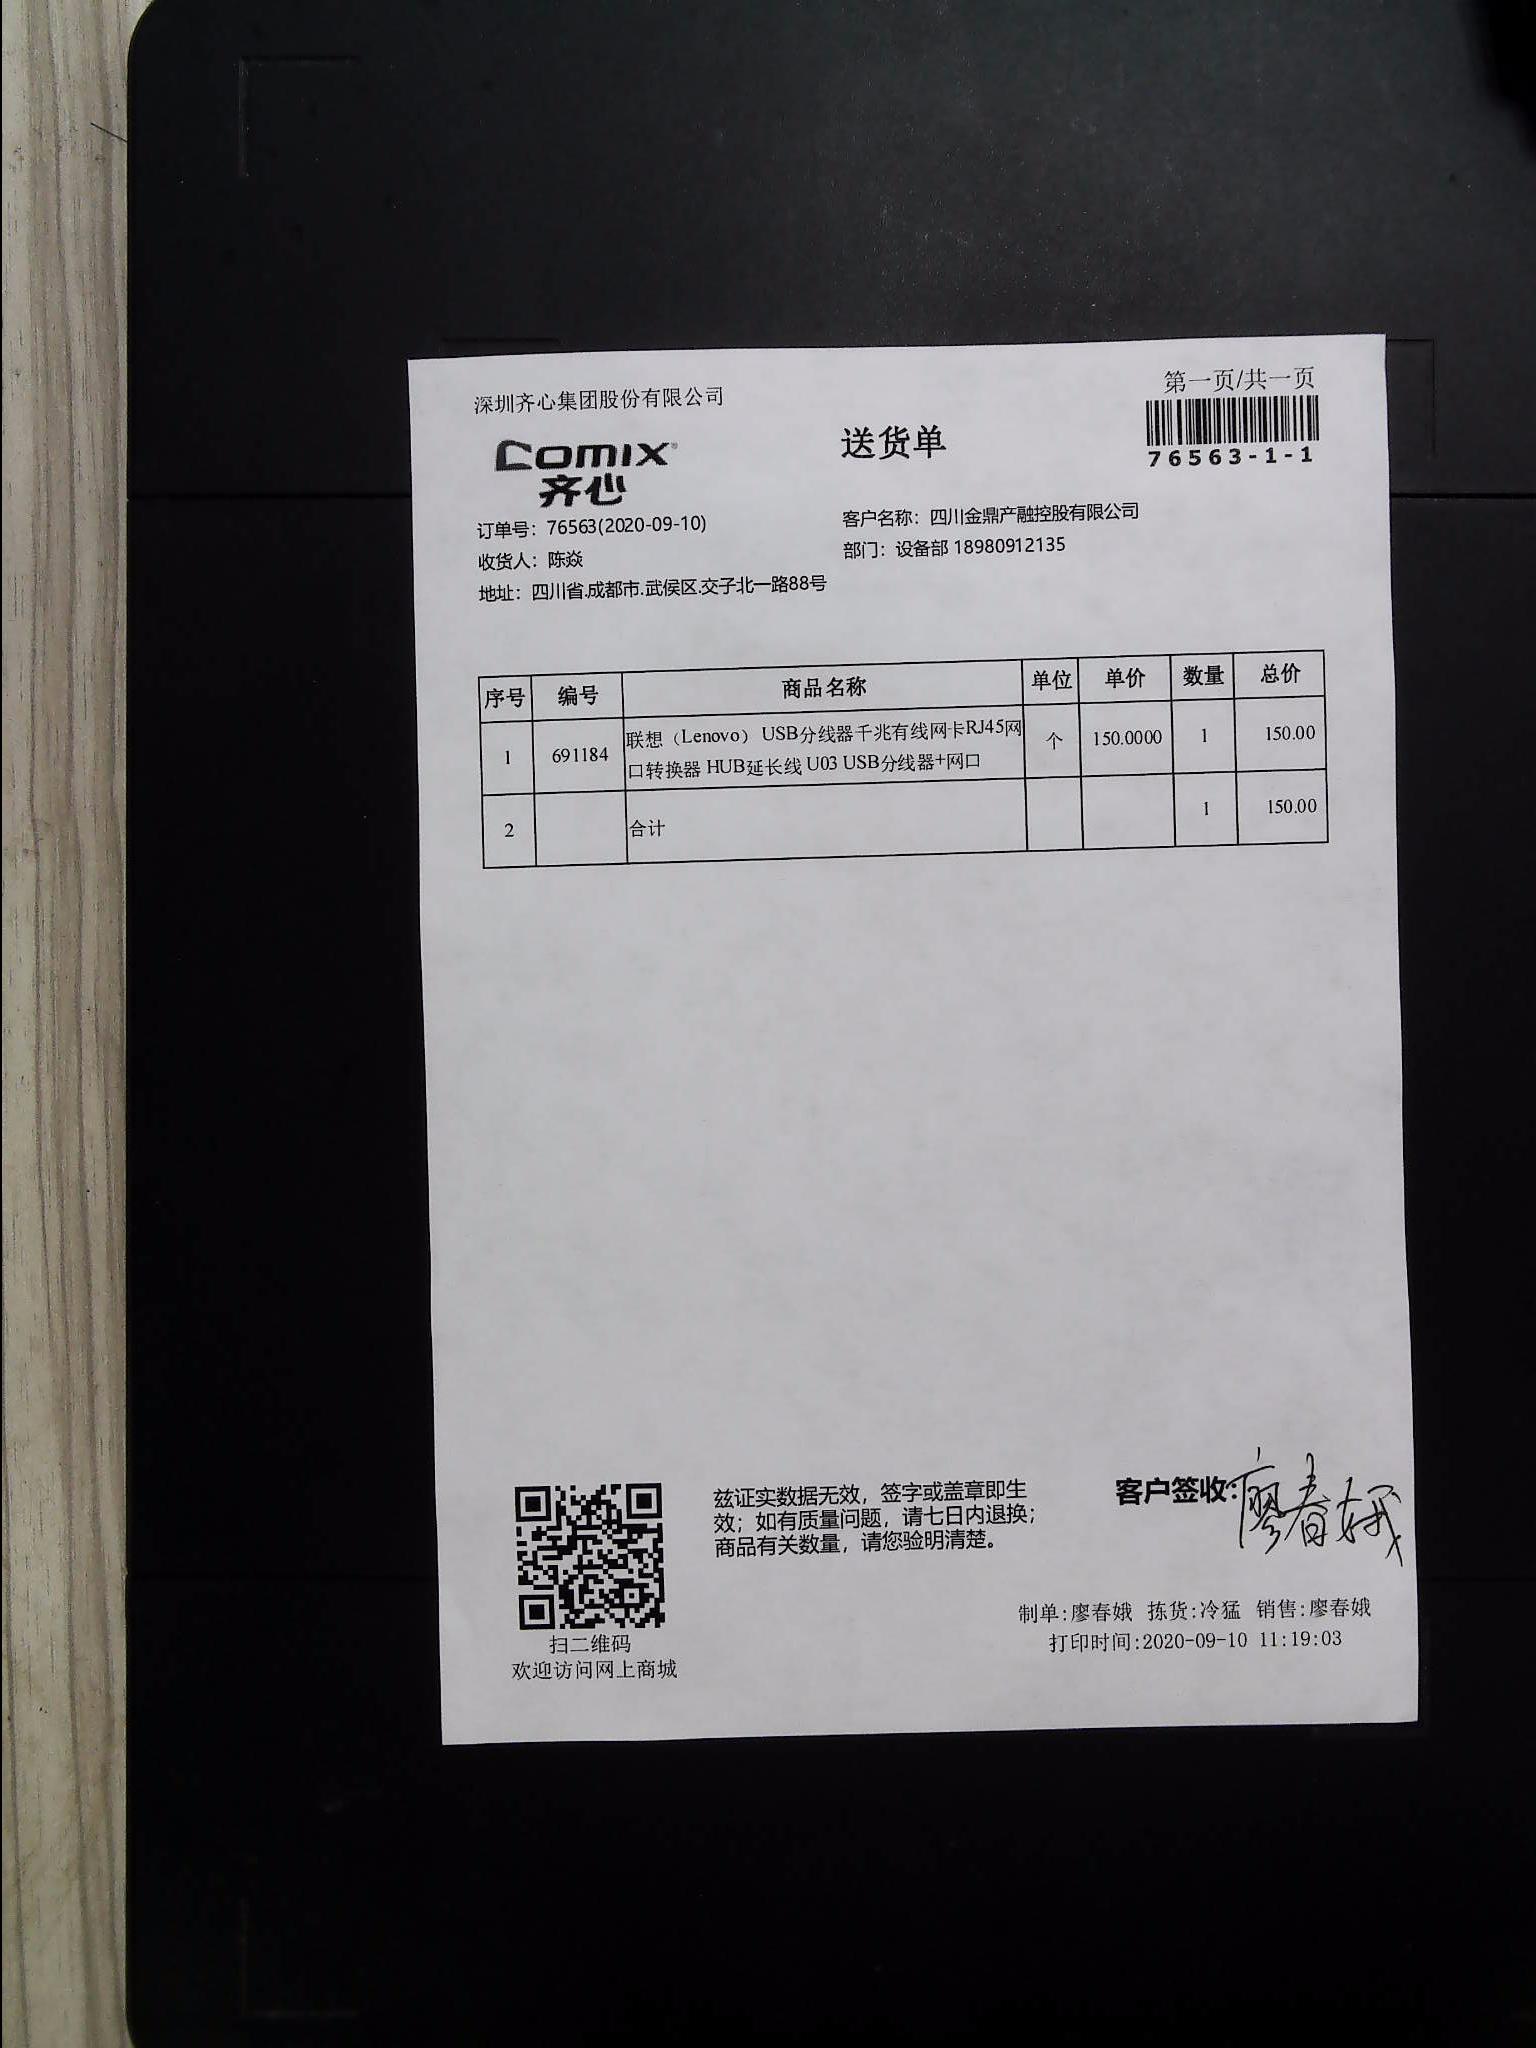 深圳齐心集团股份有限公司
第一页/共一页
COMIX
齐心
送货单
76563-1-1
订单号：76563(2020-09-10)
客户名称：四川金鼎产融控股有限公司
收货人：陈焱
部门：设备部 18980912135
地址：四川省.成都市.武侯区.交子北一路88号
序号 编号 商品名称 单位 单价 数量 总价
1 691184 联想（Lenovo） USB分线器千兆有线网卡RJ45网口转换器 HUB延长线 U03 USB分线器+网口 个 150.0000 1 150.00
2 合计 1 150.00
兹证实数据无效，签字或盖章即生
效；如有质量问题，请七日内退换；
商品有关数量，请您验明清楚。
客户签收：廖春娥
扫二维码
欢迎访问网上商城
制单:廖春娥 拣货:冷猛 销售:廖春娥
打印时间:2020-09-10 11:19:03